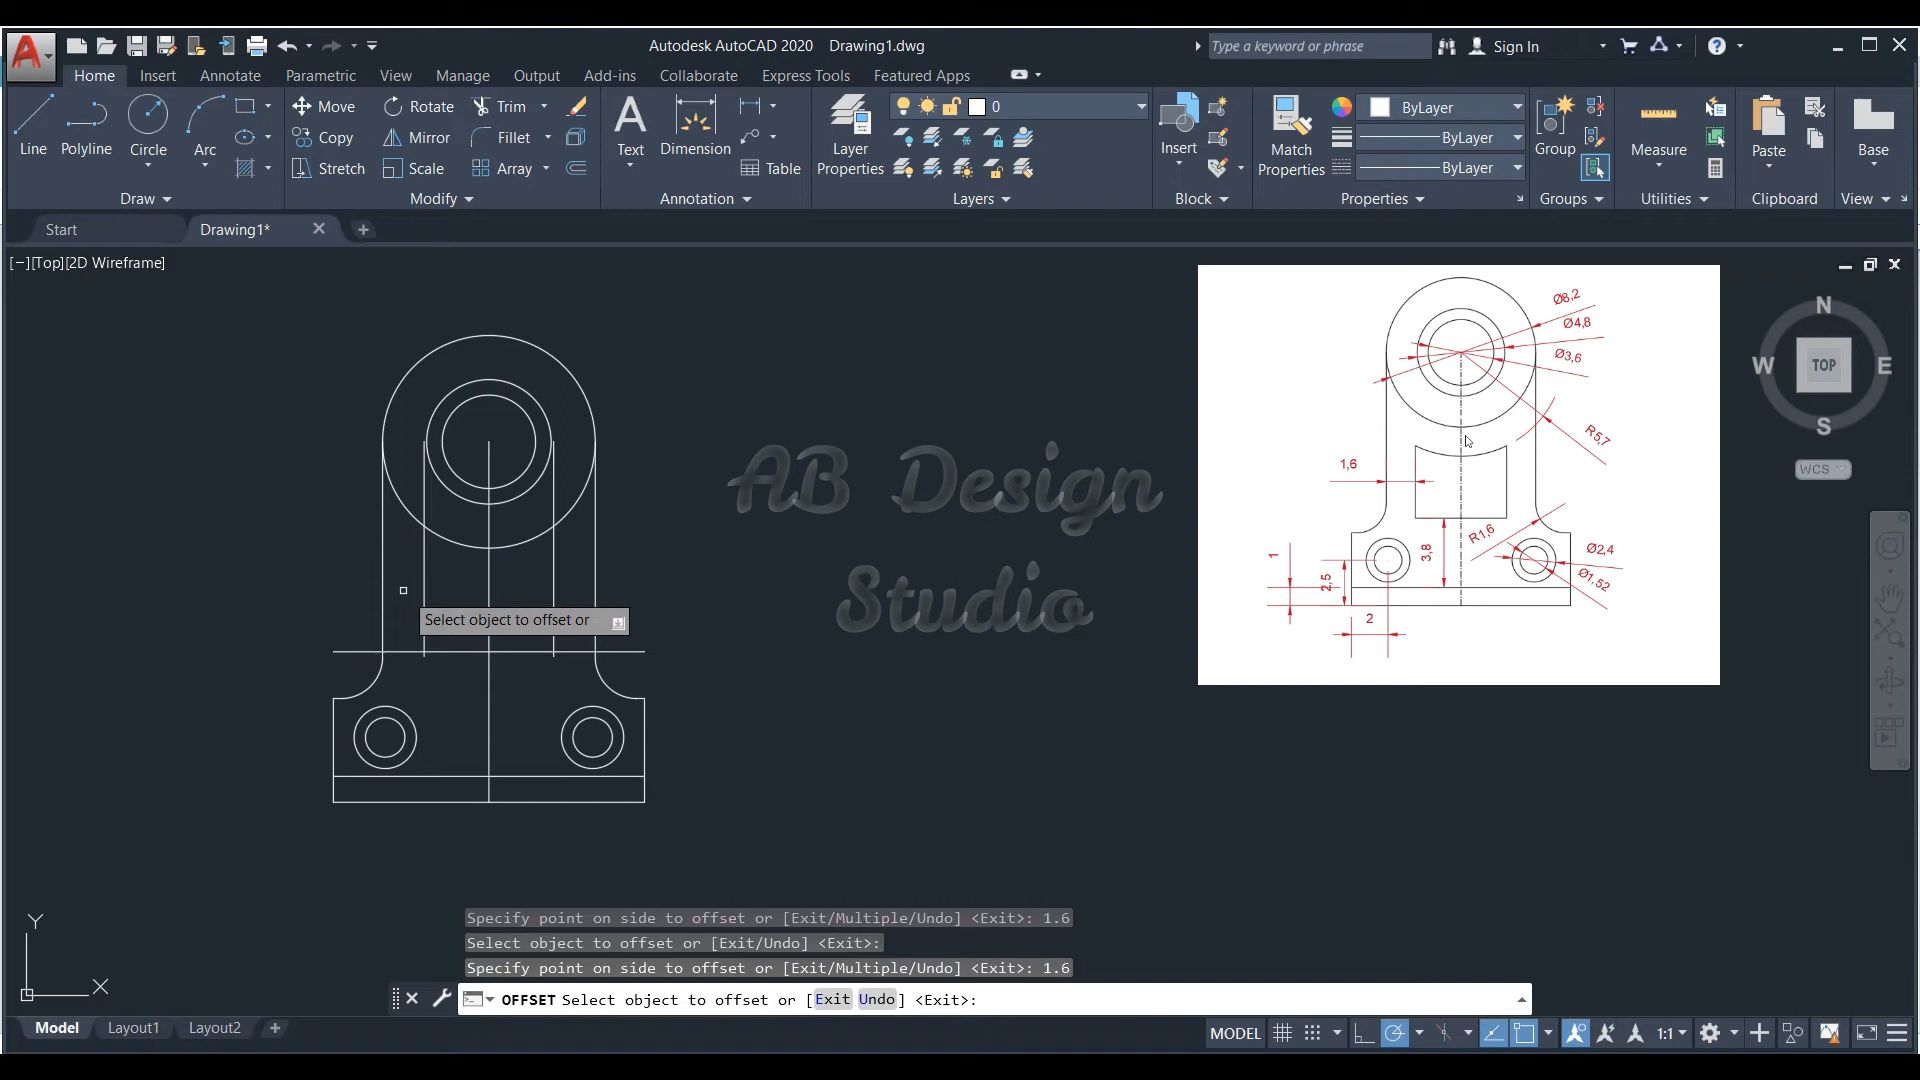 Autodesk AutoCAD 2020 Drawing1.dwg
Type a keyword or phrase
Sign In
Home Insert Annotate Parametric View Manage Output Add-ins Collaborate Express Tools Featured Apps
Line Polyline Circle Arc
Move Rotate Trim
Copy Mirror Fillet
Stretch Scale Array
Text Dimension Table
Layer Properties
0
Insert
Match Properties
ByLayer
ByLayer
ByLayer
Group
Measure
Paste
Base
Draw Modify Annotation Layers Block Properties Groups Utilities Clipboard View
Start Drawing1*
[−][Top][2D Wireframe]
Ø8,2
Ø4,8
Ø3,6
R5,7
1,6
R1,6
3,8
1
2,5
Ø2,4
Ø1,52
2
N
W TOP E
S
WCS
AB Design
Studio
Select object to offset or
Y
X
Specify point on side to offset or [Exit/Multiple/Undo] <Exit>: 1.6
Select object to offset or [Exit/Undo] <Exit>:
Specify point on side to offset or [Exit/Multiple/Undo] <Exit>: 1.6
OFFSET Select object to offset or [Exit Undo] <Exit>:
Model Layout1 Layout2
MODEL
1:1